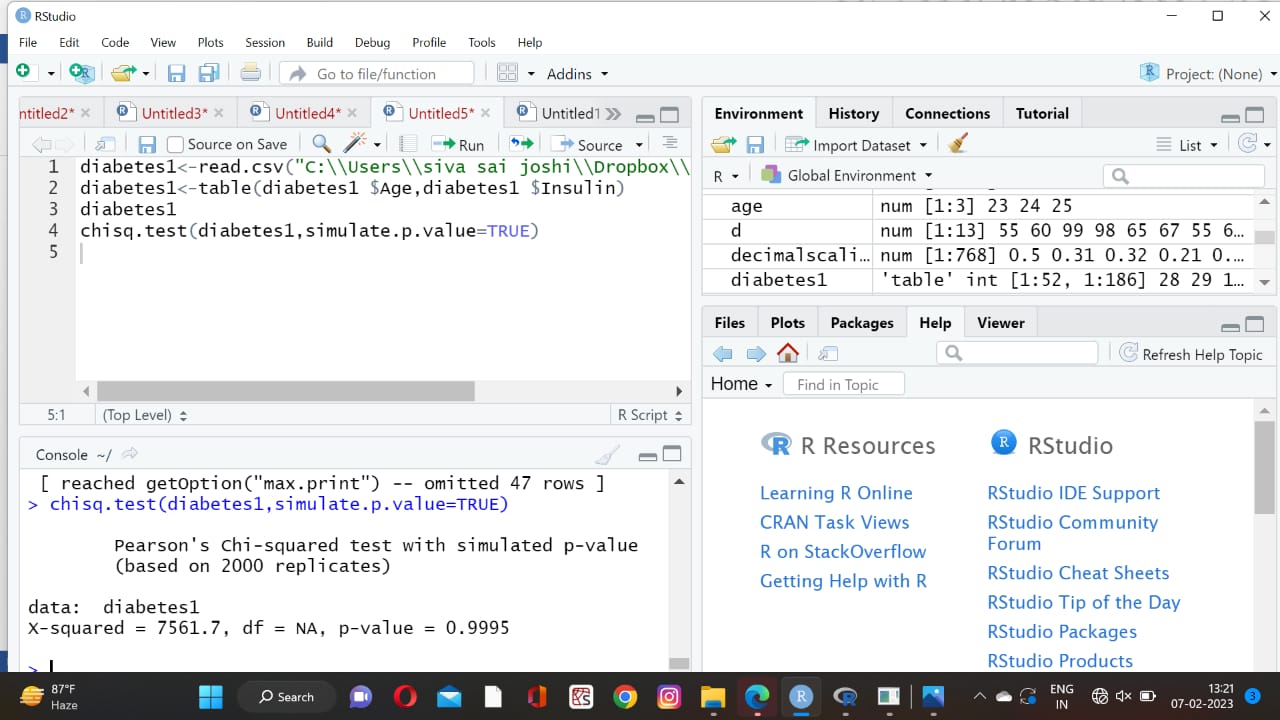 RStudio
File Edit Code View Plots Session Build Debug Profile Tools Help
Go to file/function Addins Project: (None)
ntitled2* Untitled3* Untitled4* Untitled5* Untitled1
Source on Save Run Source
1 diabetes1<-read.csv("C:\\Users\\siva sai joshi\\Dropbox\\
2 diabetes1<-table(diabetes1 $Age,diabetes1 $Insulin)
3 diabetes1
4 chisq.test(diabetes1,simulate.p.value=TRUE)
5
5:1 (Top Level) R Script
Console ~/
[ reached getOption("max.print") -- omitted 47 rows ]
> chisq.test(diabetes1,simulate.p.value=TRUE)
Pearson's Chi-squared test with simulated p-value
(based on 2000 replicates)
data: diabetes1
X-squared = 7561.7, df = NA, p-value = 0.9995
>
Environment History Connections Tutorial
Import Dataset List
R Global Environment
age num [1:3] 23 24 25
d num [1:13] 55 60 99 98 65 67 55 6...
decimalscali... num [1:768] 0.5 0.31 0.32 0.21 0....
diabetes1 'table' int [1:52, 1:186] 28 29 1...
Files Plots Packages Help Viewer
Refresh Help Topic
Home Find in Topic
R Resources
Learning R Online
CRAN Task Views
R on StackOverflow
Getting Help with R
RStudio
RStudio IDE Support
RStudio Community
Forum
RStudio Cheat Sheets
RStudio Tip of the Day
RStudio Packages
RStudio Products
87°F
Haze
Search
ENG
IN
13:21
07-02-2023
3